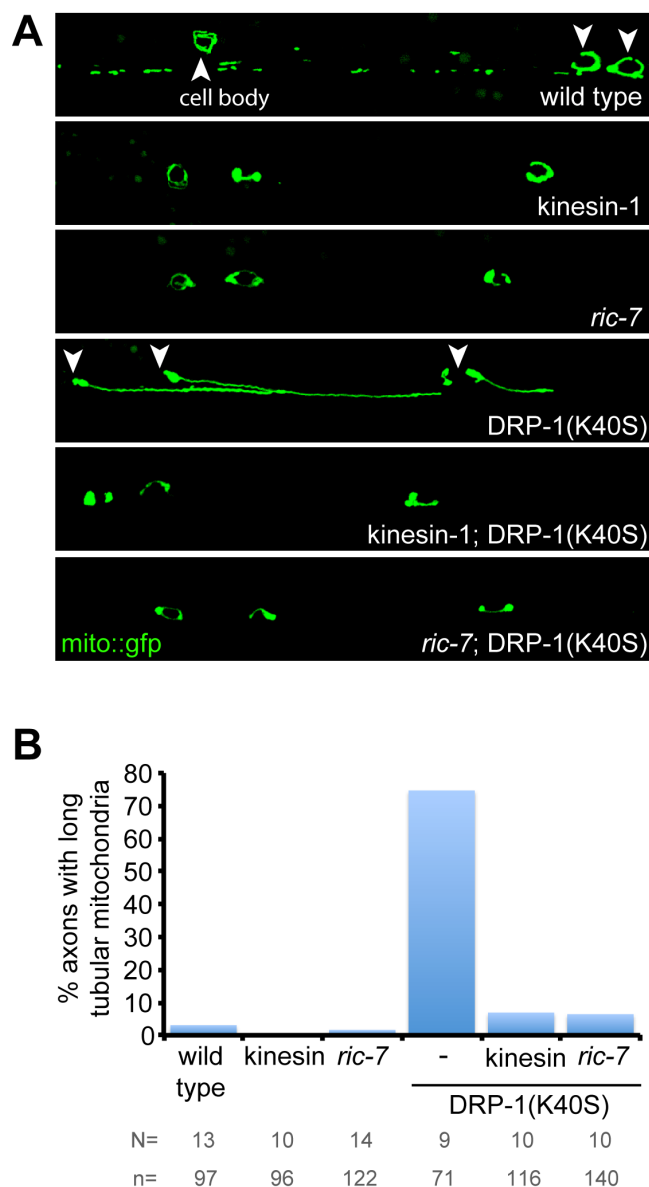 A
cell body
wild type
kinesin-1
ric-7
DRP-1(K40S)
kinesin-1; DRP-1(K40S)
mito::gfp
ric-7; DRP-1(K40S)
B
% axons with long
tubular mitochondria
80
70
60
50
40
30
20
10
0
wild
type
kinesin
ric-7
-
kinesin
ric-7
DRP-1(K40S)
N= 13 10 14 9 10 10
n= 97 96 122 71 116 140